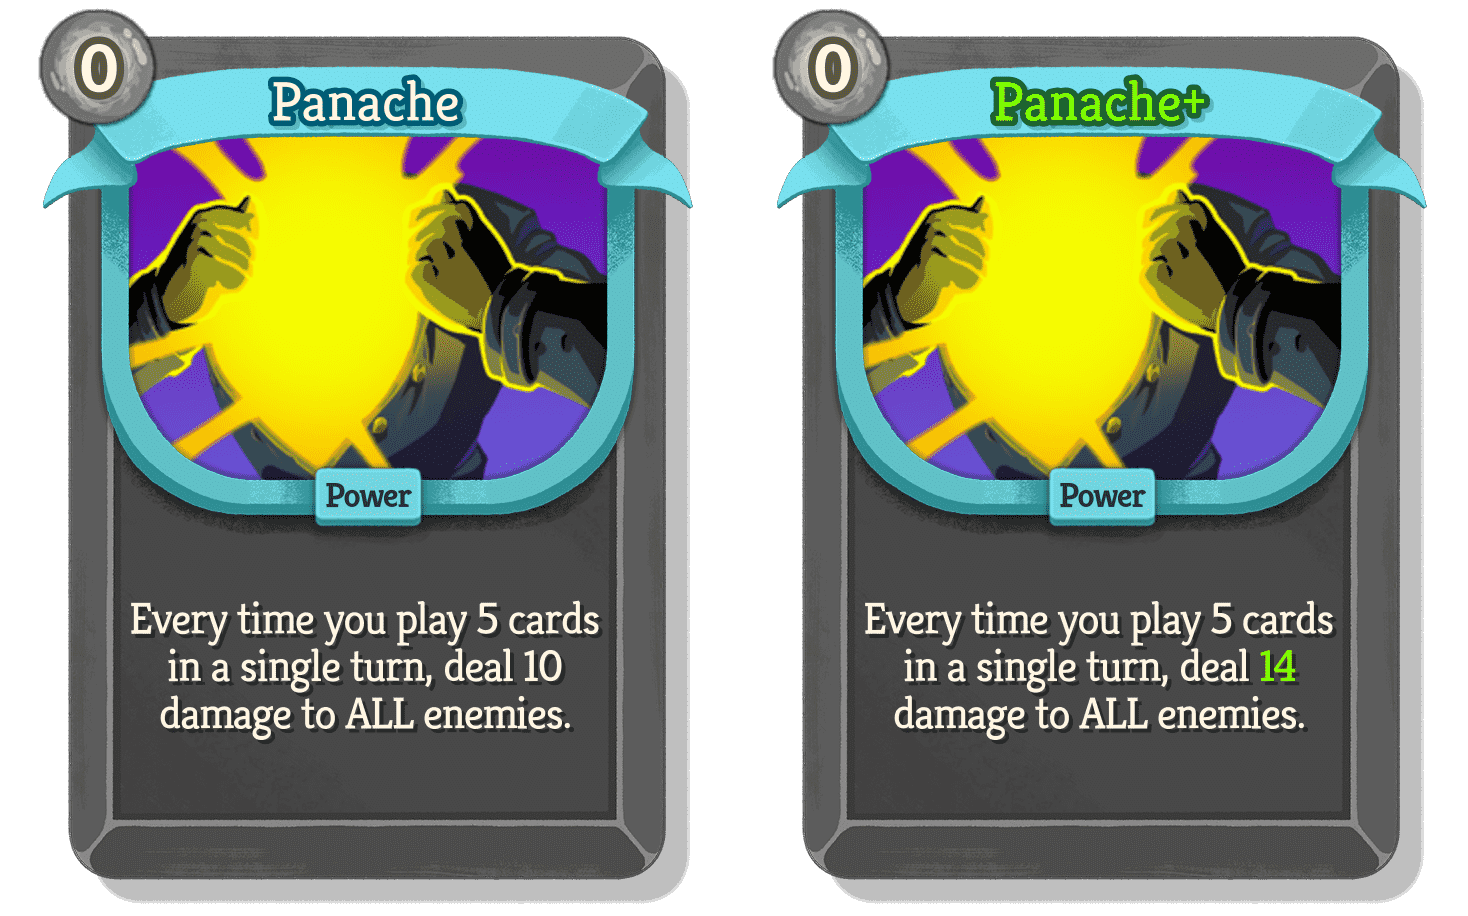 0
Panache
Power
Every time you play 5 cards
in a single turn, deal 10
damage to ALL enemies.
0
Panache+
Power
Every time you play 5 cards
in a single turn, deal 14
damage to ALL enemies.